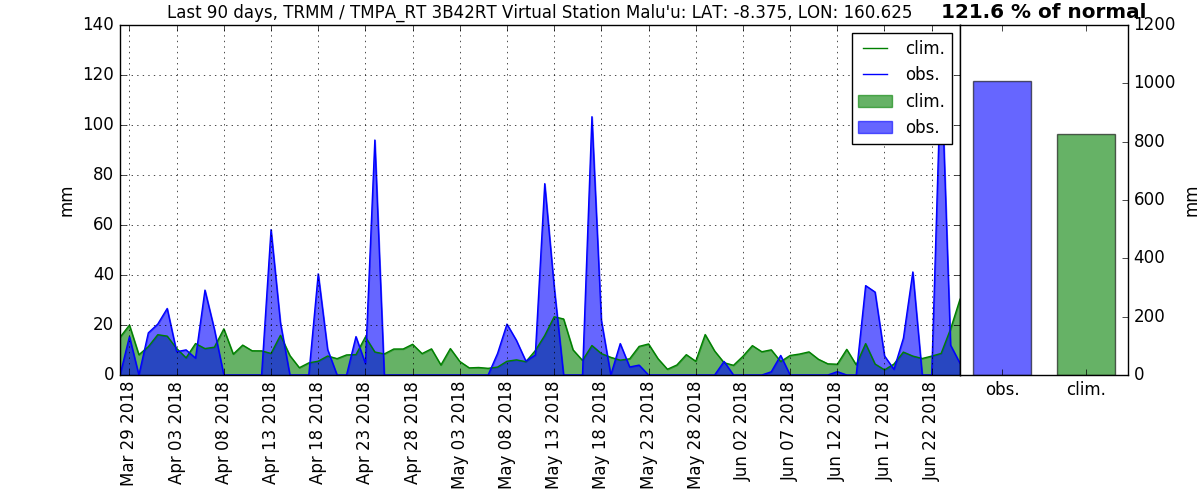 Last 90 days, TRMM / TMPA_RT 3B42RT Virtual Station Malu'u: LAT: -8.375, LON: 160.625
121.6 % of normal
140
120
100
80
60
40
20
0
mm
clim.
obs.
clim.
obs.
1200
1000
800
600
400
200
0
mm
Mar 29 2018
Apr 03 2018
Apr 08 2018
Apr 13 2018
Apr 18 2018
Apr 23 2018
Apr 28 2018
May 03 2018
May 08 2018
May 13 2018
May 18 2018
May 23 2018
May 28 2018
Jun 02 2018
Jun 07 2018
Jun 12 2018
Jun 17 2018
Jun 22 2018
obs.
clim.